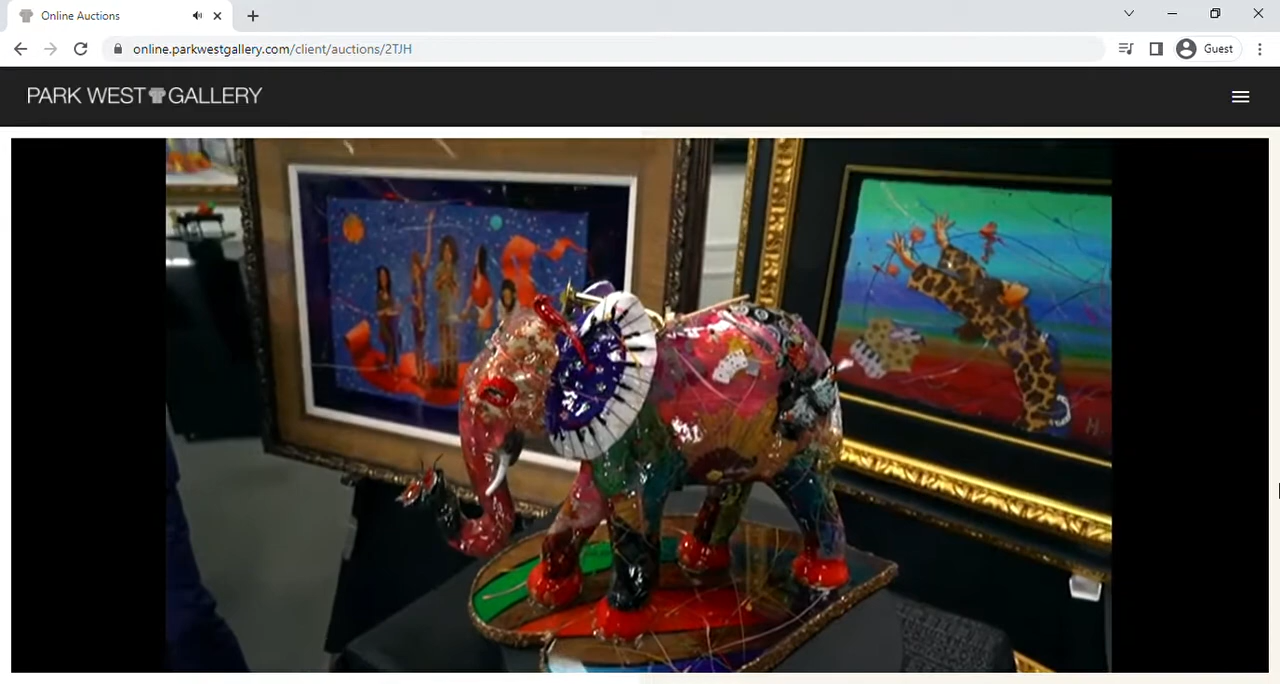 Online Auctions
online.parkwestgallery.com/client/auctions/2TJH
Guest
PARK WEST GALLERY